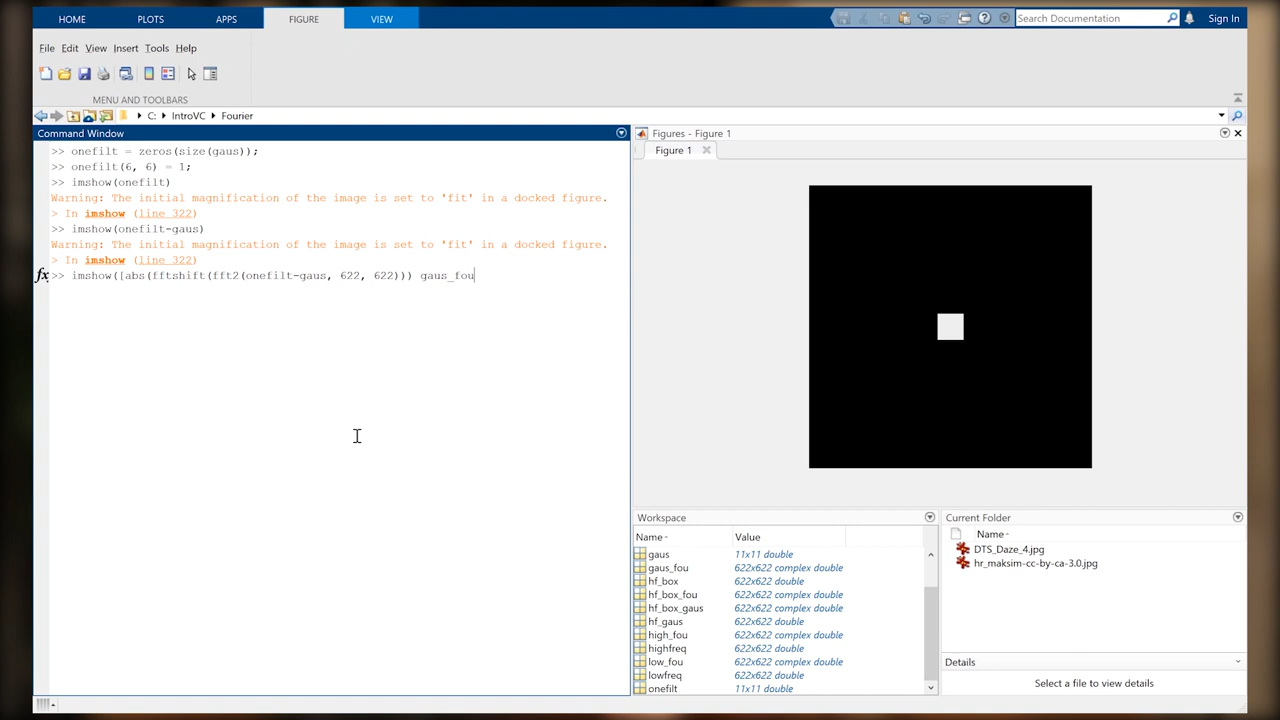 HOME PLOTS APPS FIGURE VIEW Search Documentation Sign In
File Edit View Insert Tools Help
MENU AND TOOLBARS
C: IntroVC Fourier
Command Window
>> onefilt = zeros(size(gaus));
>> onefilt(6, 6) = 1;
>> imshow(onefilt)
Warning: The initial magnification of the image is set to 'fit' in a docked figure.
> In imshow (line 322)
>> imshow(onefilt-gaus)
Warning: The initial magnification of the image is set to 'fit' in a docked figure.
> In imshow (line 322)
fx >> imshow([abs(fftshift(fft2(onefilt-gaus, 622, 622))) gaus_fou
Figures - Figure 1
Figure 1
Workspace
Name Value
gaus 11x11 double
gaus_fou 622x622 complex double
hf_box 622x622 double
hf_box_fou 622x622 complex double
hf_box_gaus 622x622 complex double
hf_gaus 622x622 double
high_fou 622x622 complex double
highfreq 622x622 double
low_fou 622x622 complex double
lowfreq 622x622 double
onefilt 11x11 double
Current Folder
Name
DTS_Daze_4.jpg
hr_maksim-cc-by-ca-3.0.jpg
Details
Select a file to view details